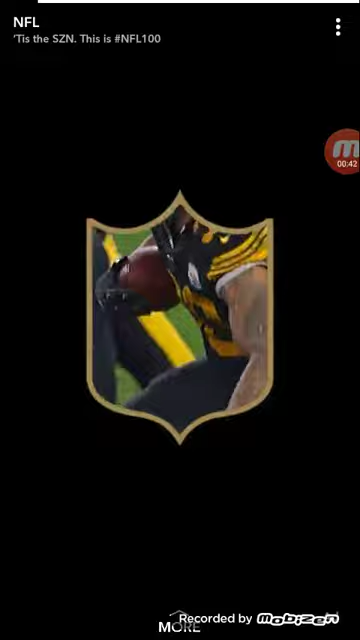 NFL
'Tis the SZN. This is #NFL100
00:42
MORE
Recorded by mobizen